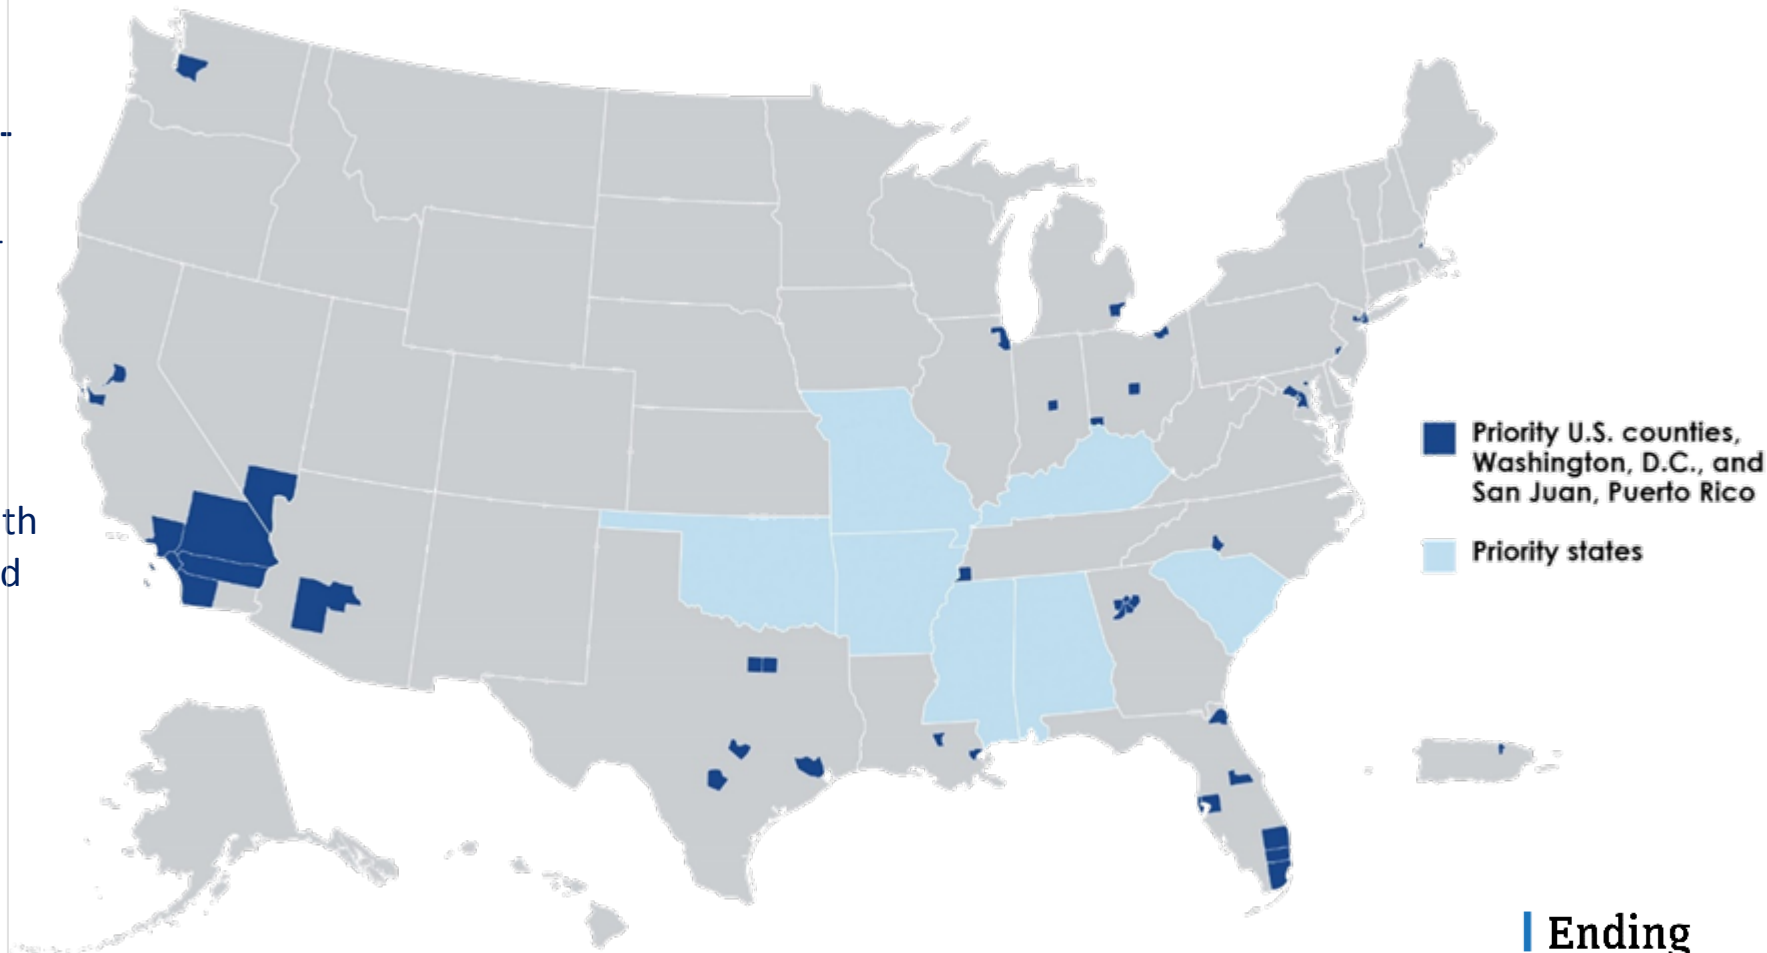 th
d
Priority U.S. counties,
Washington, D.C., and
San Juan, Puerto Rico
Priority states
Ending